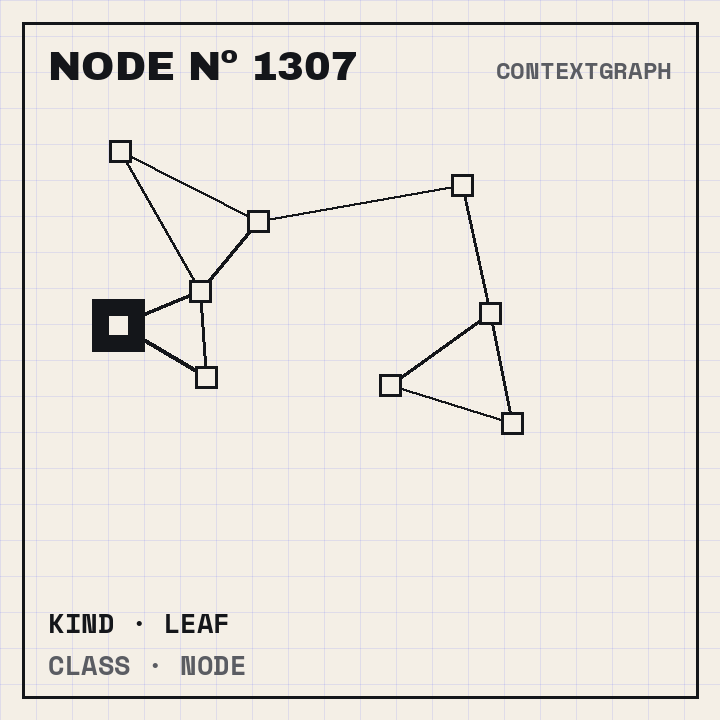 NODE Nº 1307
CONTEXTGRAPH
KIND · LEAF
CLASS · NODE